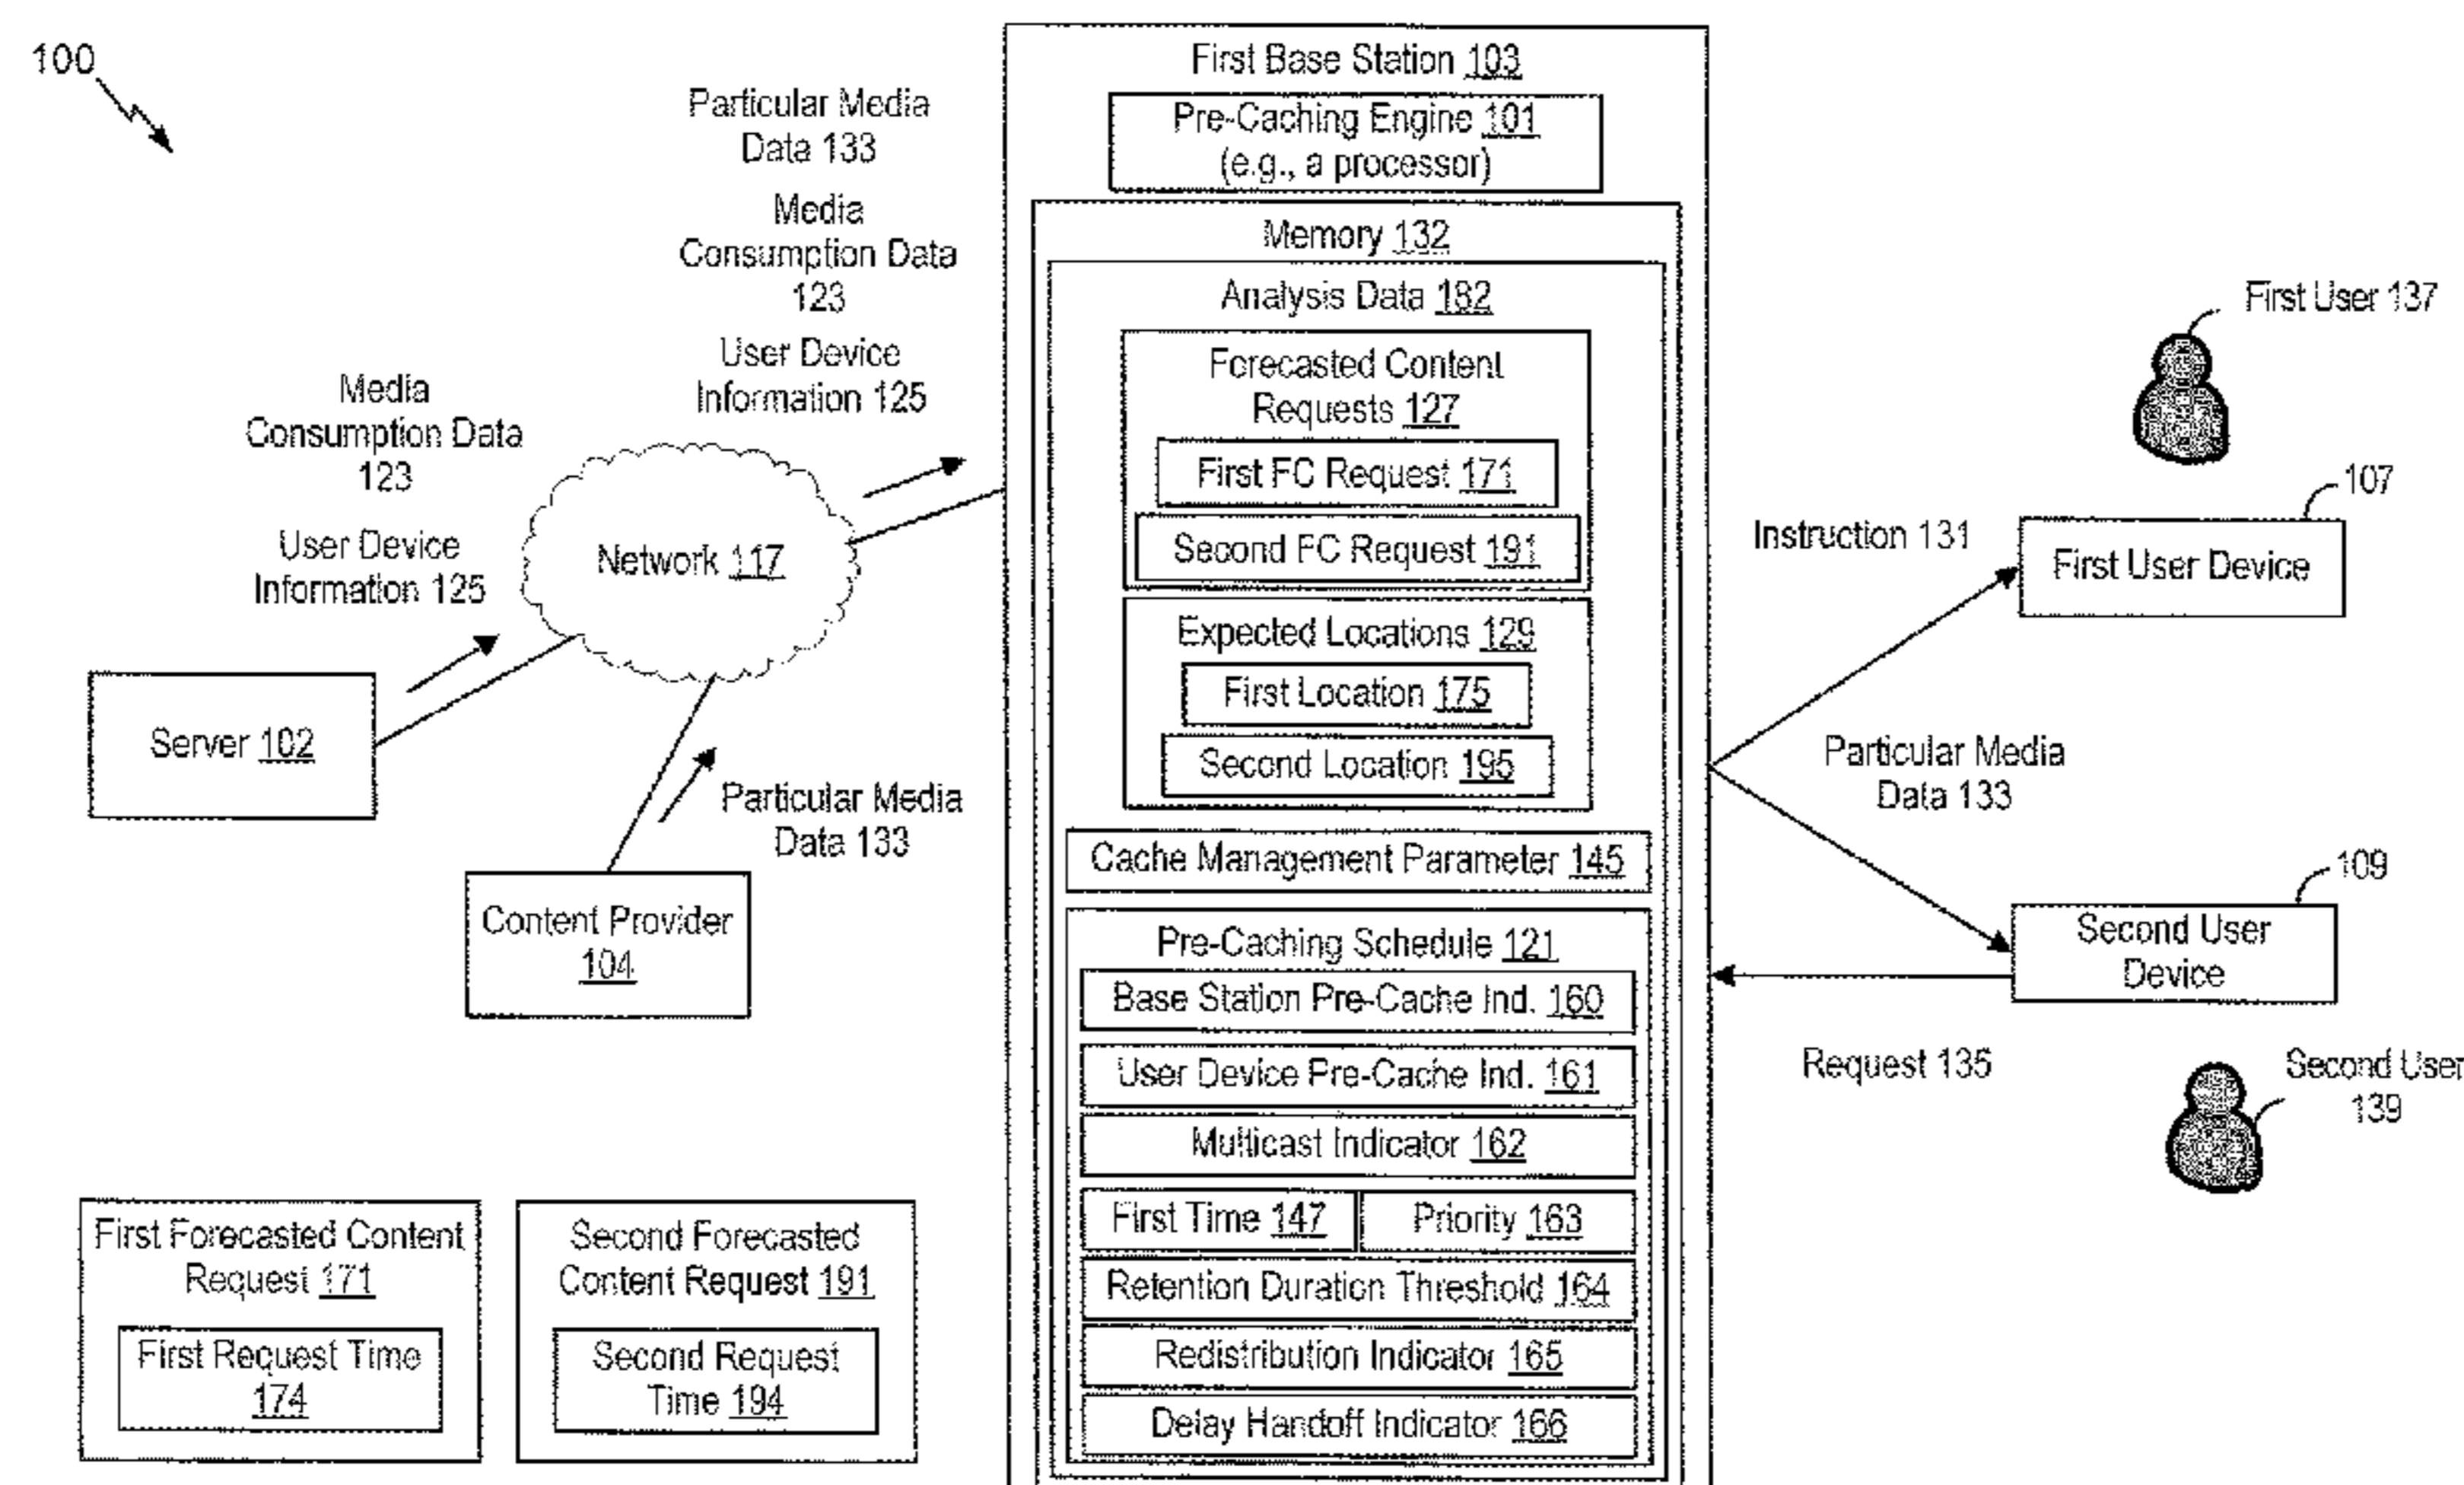 100
Particular Media
Data 133
Media
Consumption Data
123
User Device
Information 125
Media
Consumption Data
123
User Device
Information 125
Network 117
Server 102
Particular Media
Data 133
Content Provider
104
First Forecasted Content
Request 171
First Request Time
174
Second Forecasted
Content Request 191
Second Request
Time 194
First Base Station 103
Pre-Caching Engine 101
(e.g., a processor)
Memory 132
Analysis Data 182
Forecasted Content
Requests 127
First FC Request 171
Second FC Request 191
Expected Locations 129
First Location 175
Second Location 195
Cache Management Parameter 145
Pre-Caching Schedule 121
Base Station Pre-Cache Ind. 160
User Device Pre-Cache Ind. 161
Multicast Indicator 162
First Time 147
Priority 163
Retention Duration Threshold 164
Redistribution Indicator 165
Delay Handoff Indicator 166
First User 137
107
Instruction 131
First User Device
Particular Media
Data 133
109
Second User
Device
Request 135
Second User
139